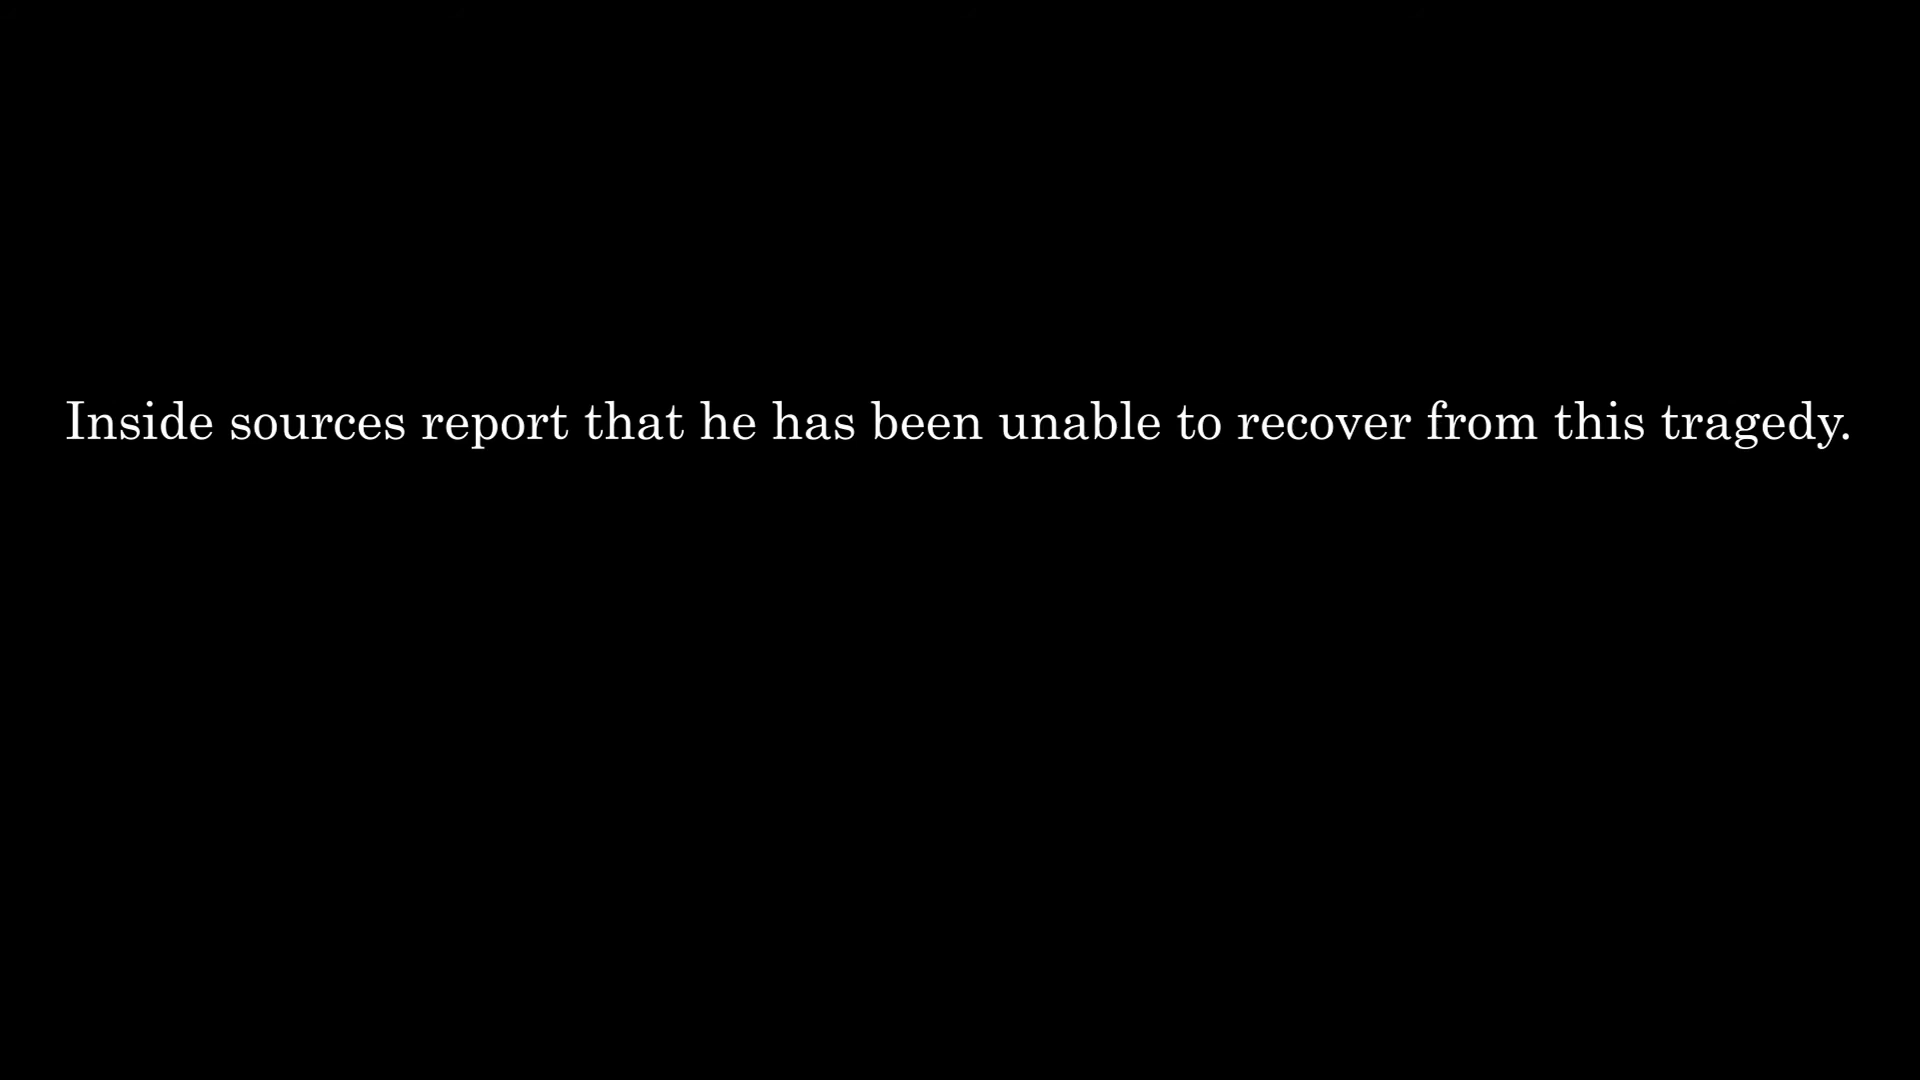 Inside sources report that he has been unable to recover from this tragedy.